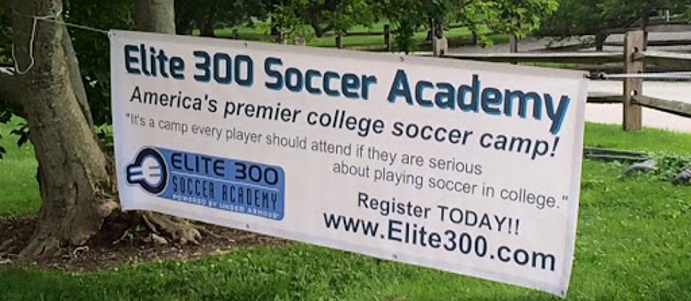 Elite 300 Soccer Academy
America's premier college soccer camp!
"It's a camp every player should attend if they are serious
about playing soccer in college."
ELITE 300
SOCCER ACADEMY
POWERED BY UNDER ARMOUR
Register TODAY!!
www.Elite300.com